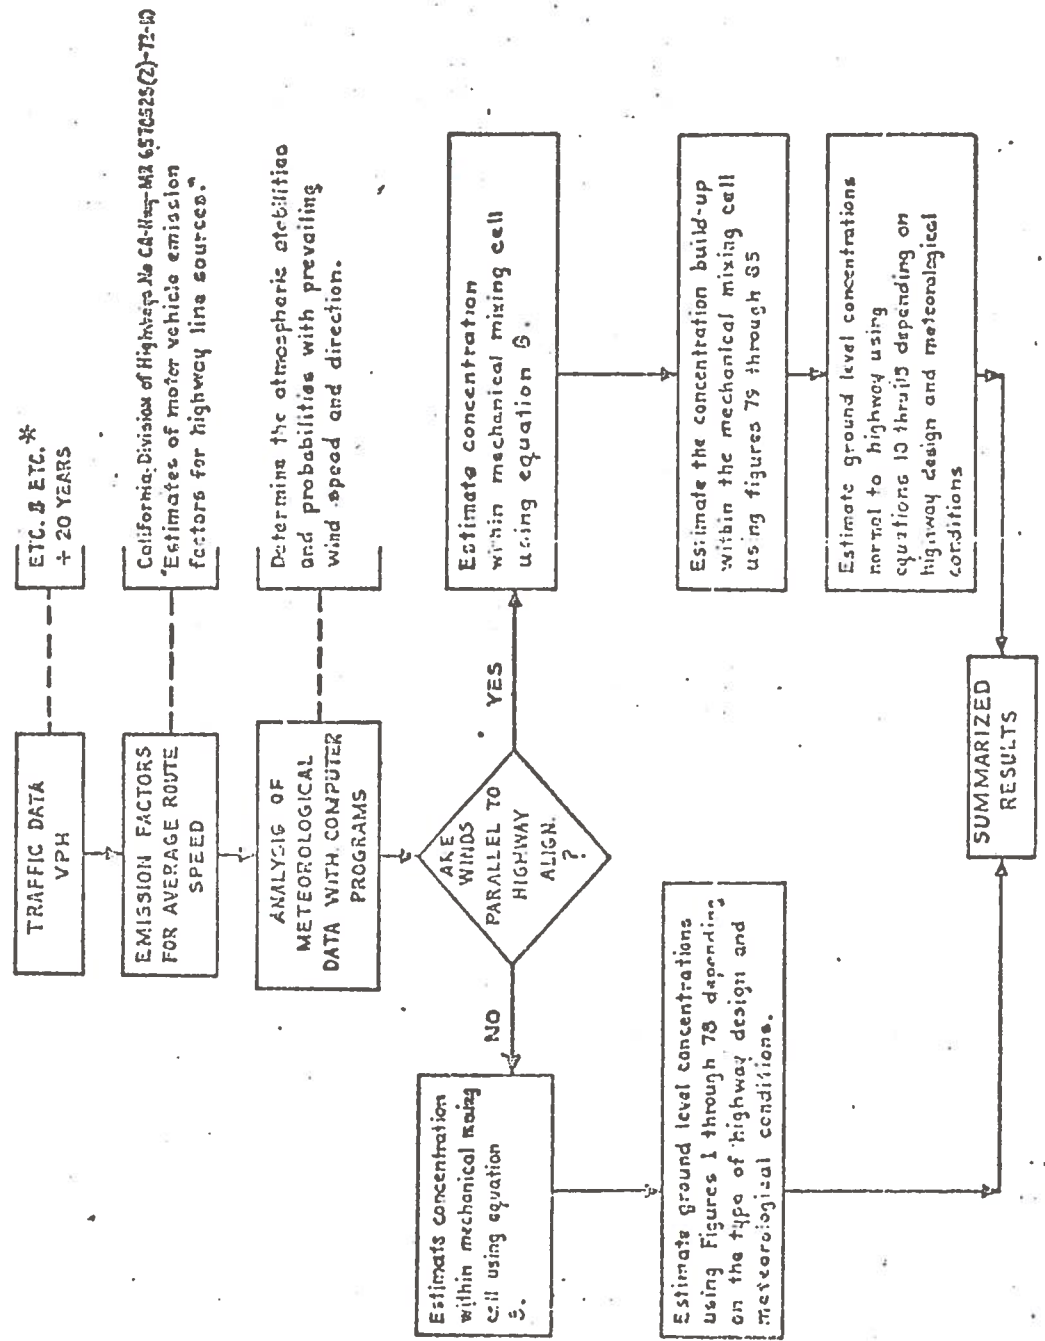 TRAFFIC DATA
VPH
ETC. & ETC.*
+ 20 YEARS
EMISSION FACTORS
FOR AVERAGE ROUTE
SPEED
California Division of Highways No
"Estimates of motor vehicle emission
factors for highway line sources."
ANALYSIS OF
METEOROLOGICAL
DATA WITH COMPUTER
PROGRAMS
Determine the atmospheric stabilities
and probabilities with prevailing
wind speed and direction.
ARE
WINDS
PARALLEL TO
HIGHWAY
ALIGN.
?
NO
YES
Estimate concentration
within mechanical mixing
cell using equation
Estimate ground level concentrations
using Figures 1 through 78 depending
on the type of highway design and
meteorological conditions.
Estimate concentration
within mechanical mixing cell
using equation
Estimate the concentration build-up
within the mechanical mixing cell
using figures 79 through 85
Estimate ground level concentrations
normal to highway using
equations 10 thru 15 depending on
highway design and meteorological
conditions
SUMMARIZED
RESULTS